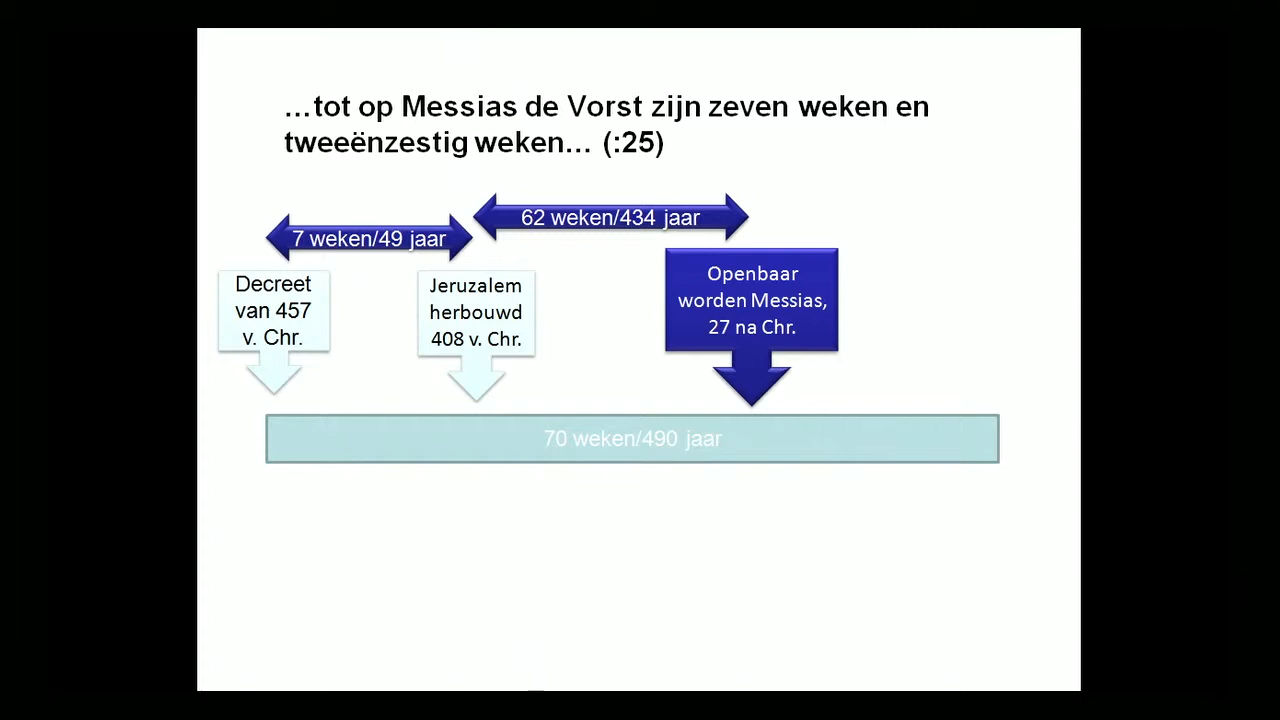 ...tot op Messias de Vorst zijn zeven weken en
tweeënzestig weken... (:25)
62 weken/434 jaar
7 weken/49 jaar
Decreet
van 457
v. Chr.
Jeruzalem
herbouwd
408 v. Chr.
Openbaar
worden Messias,
27 na Chr.
70 weken/490 jaar